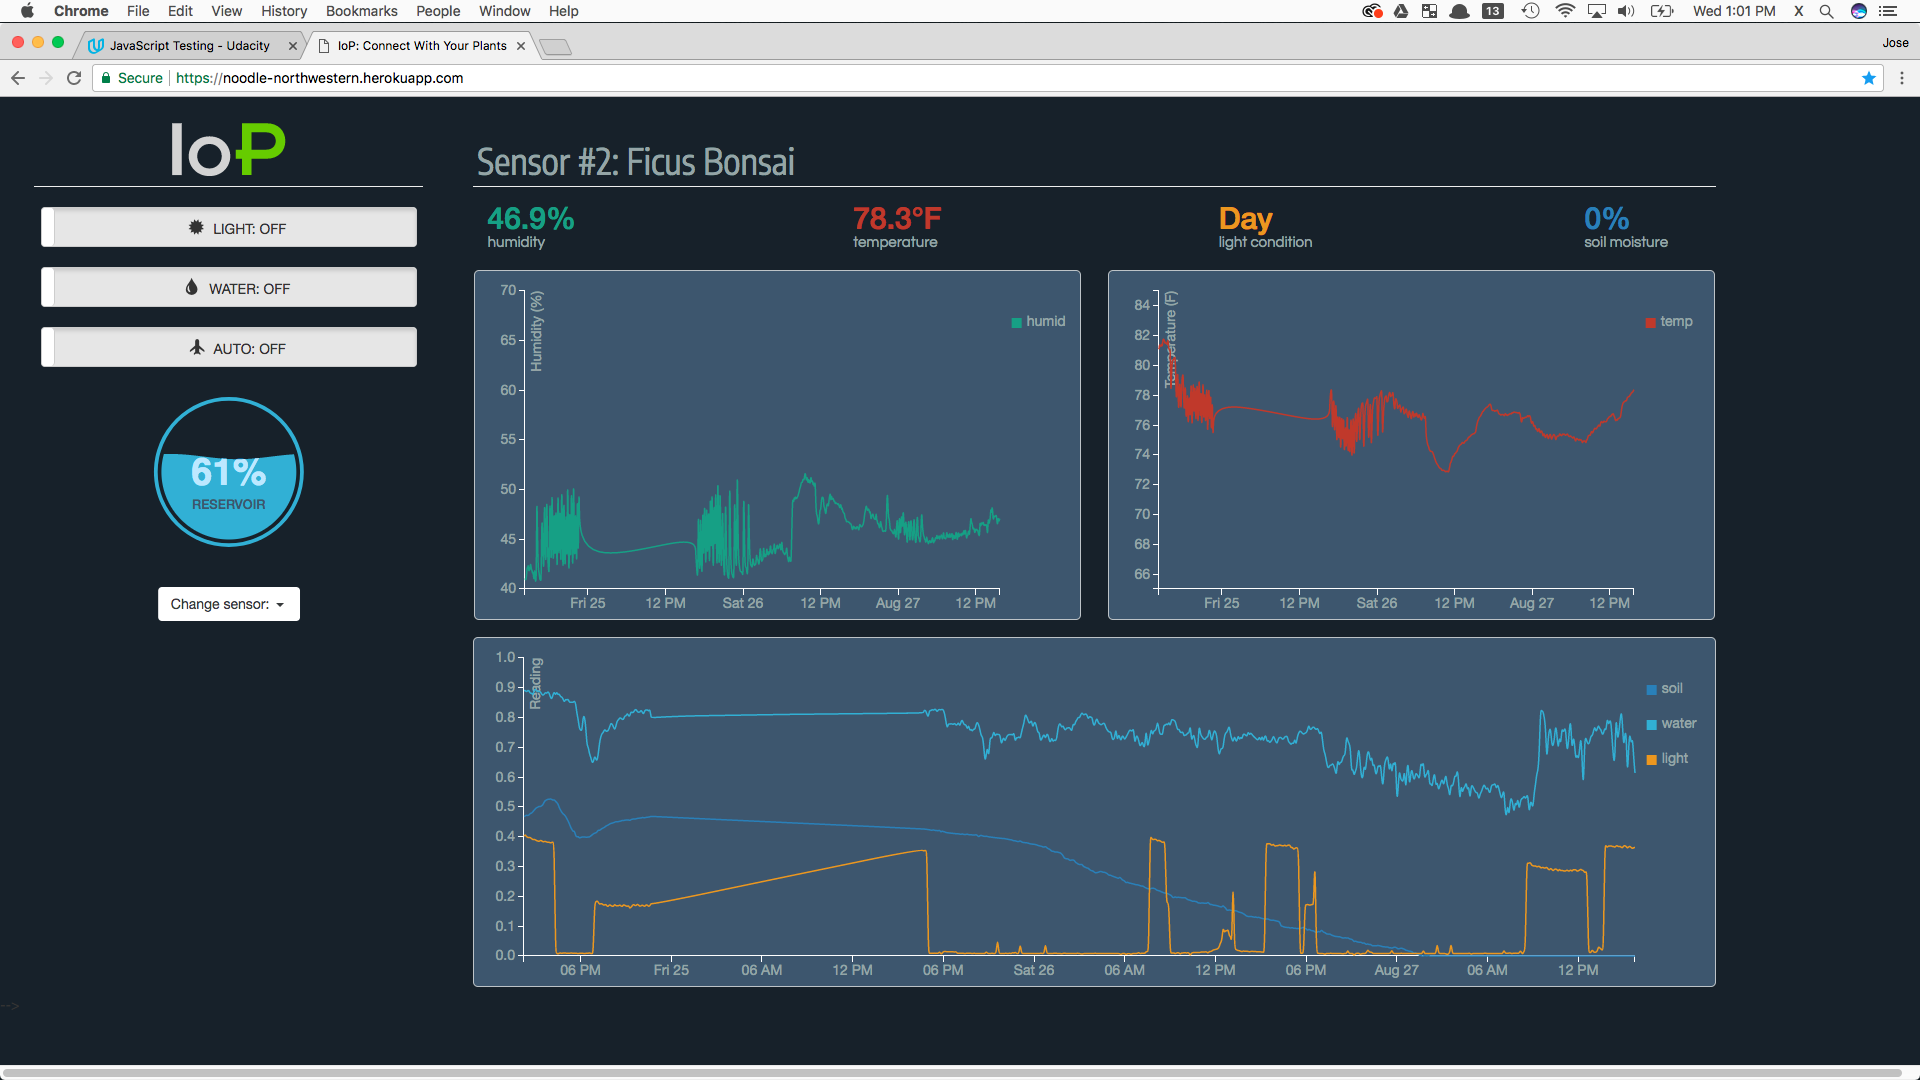 Chrome File Edit View History Bookmarks People Window Help 13 Wed 1:01 PM X
JavaScript Testing - Udacity IoP: Connect With Your Plants Jose
Secure https://noodle-northwestern.herokuapp.com
IoP
LIGHT: OFF
WATER: OFF
AUTO: OFF
61%
RESERVOIR
Change sensor:
Sensor #2: Ficus Bonsai
46.9% 78.3°F Day 0%
humidity temperature light condition soil moisture
70
65
60
55
50
45
40
Humidity (%)
humid
Fri 25 12 PM Sat 26 12 PM Aug 27 12 PM
84
82
80
78
76
74
72
70
68
66
Temperature (F)
temp
Fri 25 12 PM Sat 26 12 PM Aug 27 12 PM
1.0
0.9
0.8
0.7
0.6
0.5
0.4
0.3
0.2
0.1
0.0
Reading
soil
water
light
06 PM Fri 25 06 AM 12 PM 06 PM Sat 26 06 AM 12 PM 06 PM Aug 27 06 AM 12 PM
-->